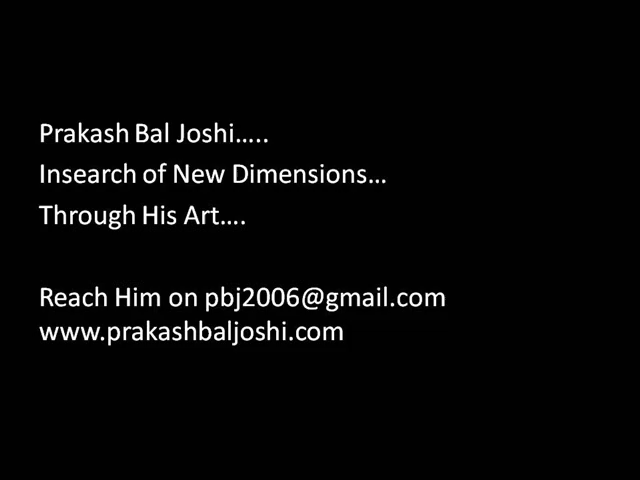 Prakash Bal Joshi…..
Insearch of New Dimensions…
Through His Art….
Reach Him on pbj2006@gmail.com
www.prakashbaljoshi.com